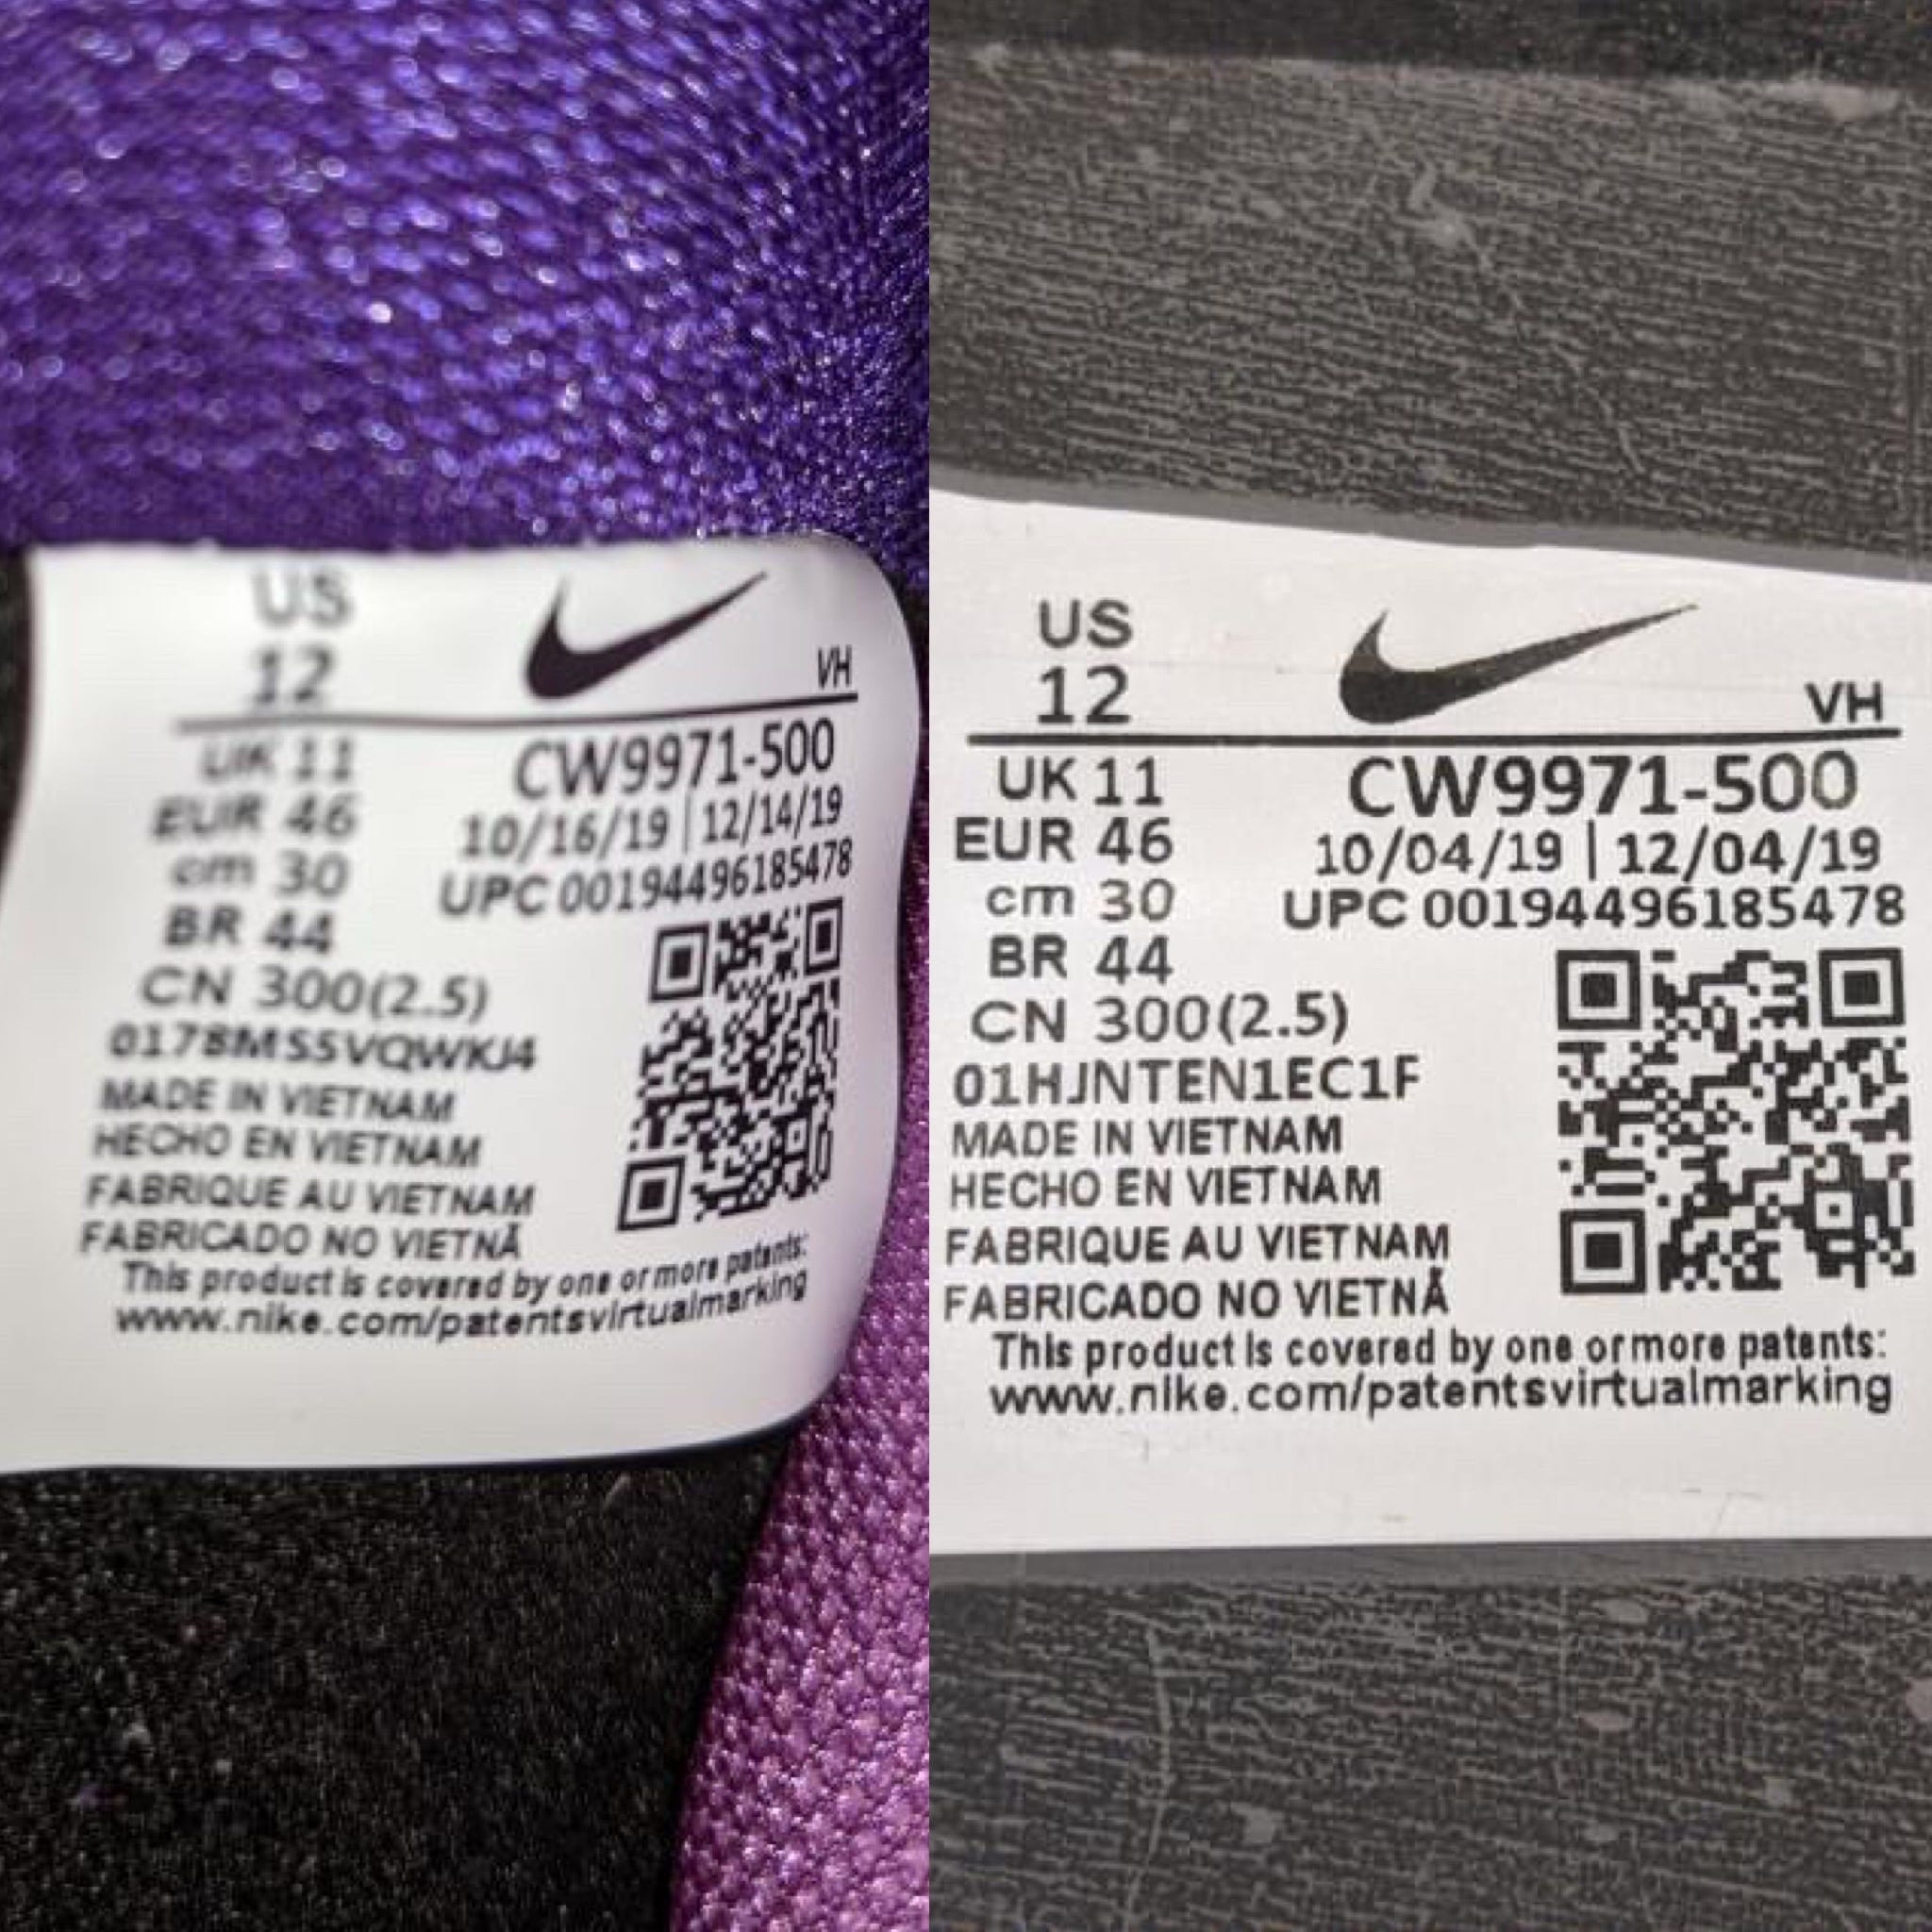 US
12
VH
UK 11
CW9971-500
EUR 46
10/16/19 | 12/14/19
cm 30
UPC 00194496185478
BR 44
CN 300(2.5)
0178MS5VQWKJ4
MADE IN VIETNAM
HECHO EN VIETNAM
FABRIQUE AU VIETNAM
FABRICADO NO VIETNÃ
This product is covered by one or more patents:
www.nike.com/patentsvirtualmarking
US
12
VH
UK 11
CW9971-500
EUR 46
10/04/19 | 12/04/19
cm 30
UPC 00194496185478
BR 44
CN 300(2.5)
01HJNTEN1EC1F
MADE IN VIETNAM
HECHO EN VIETNAM
FABRIQUE AU VIETNAM
FABRICADO NO VIETNÃ
This product is covered by one or more patents:
www.nike.com/patentsvirtualmarking